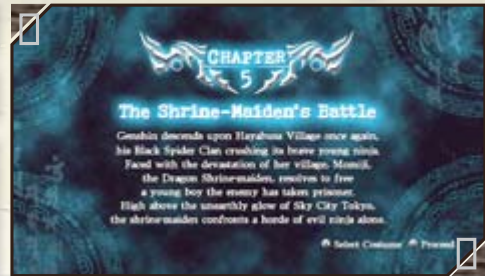 CHAPTER
5
The Shrine-Maiden's Battle
Genshin descends upon Hayabusa Village once again,
his Black Spider Clan crushing its brave young ninja.
Faced with the devastation of her village, Momiji,
the Dragon Shrine-maiden, resolves to free
a young boy the enemy has taken prisoner.
High above the unearthly glow of Sky City Tokyo,
the shrine-maiden confronts a horde of evil ninja alone.
Select Costume Proceed